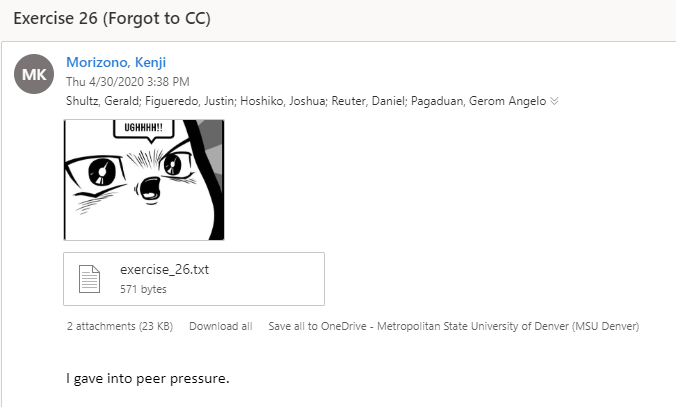 Exercise 26 (Forgot to CC)
MK
Morizono, Kenji
Thu 4/30/2020 3:38 PM
Shultz, Gerald; Figueredo, Justin; Hoshiko, Joshua; Reuter, Daniel; Pagaduan, Gerom Angelo
UGHHHH!!
exercise_26.txt
571 bytes
2 attachments (23 KB) Download all Save all to OneDrive - Metropolitan State University of Denver (MSU Denver)
I gave into peer pressure.